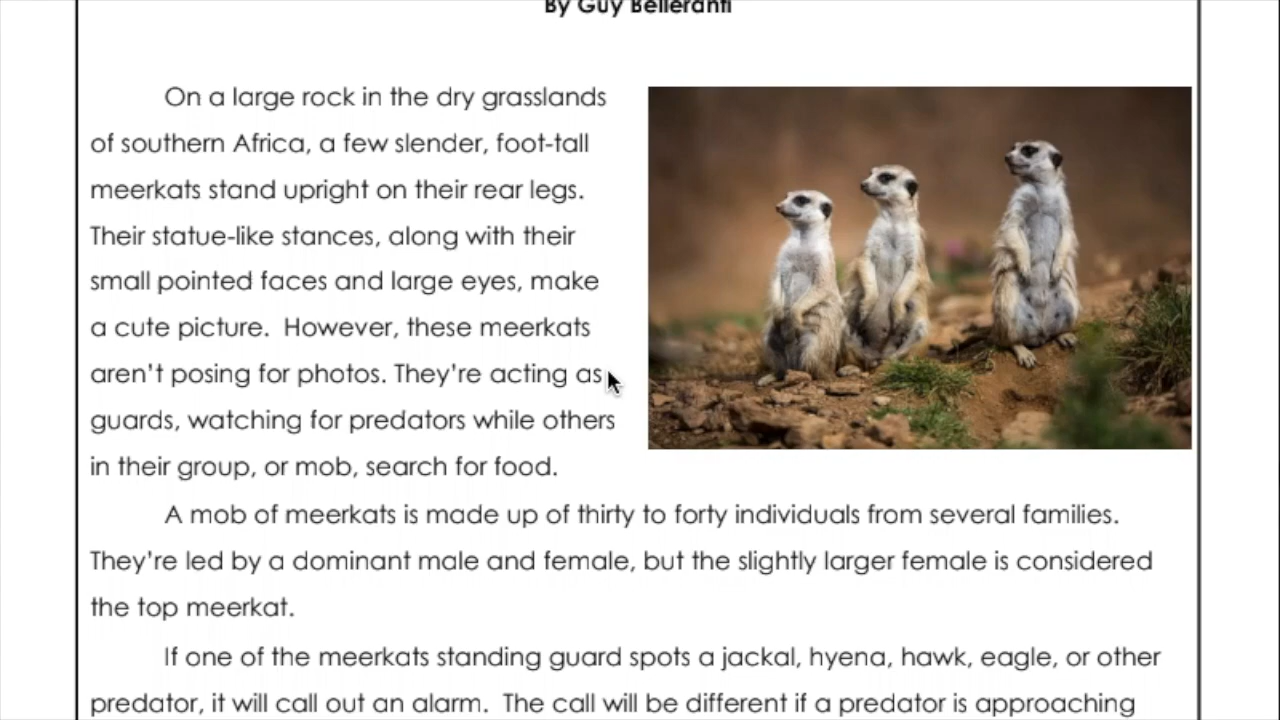 By Guy Belleranti
On a large rock in the dry grasslands
of southern Africa, a few slender, foot-tall
meerkats stand upright on their rear legs.
Their statue-like stances, along with their
small pointed faces and large eyes, make
a cute picture.  However, these meerkats
aren't posing for photos. They're acting as
guards, watching for predators while others
in their group, or mob, search for food.
A mob of meerkats is made up of thirty to forty individuals from several families.
They're led by a dominant male and female, but the slightly larger female is considered
the top meerkat.
If one of the meerkats standing guard spots a jackal, hyena, hawk, eagle, or other
predator, it will call out an alarm.  The call will be different if a predator is approaching